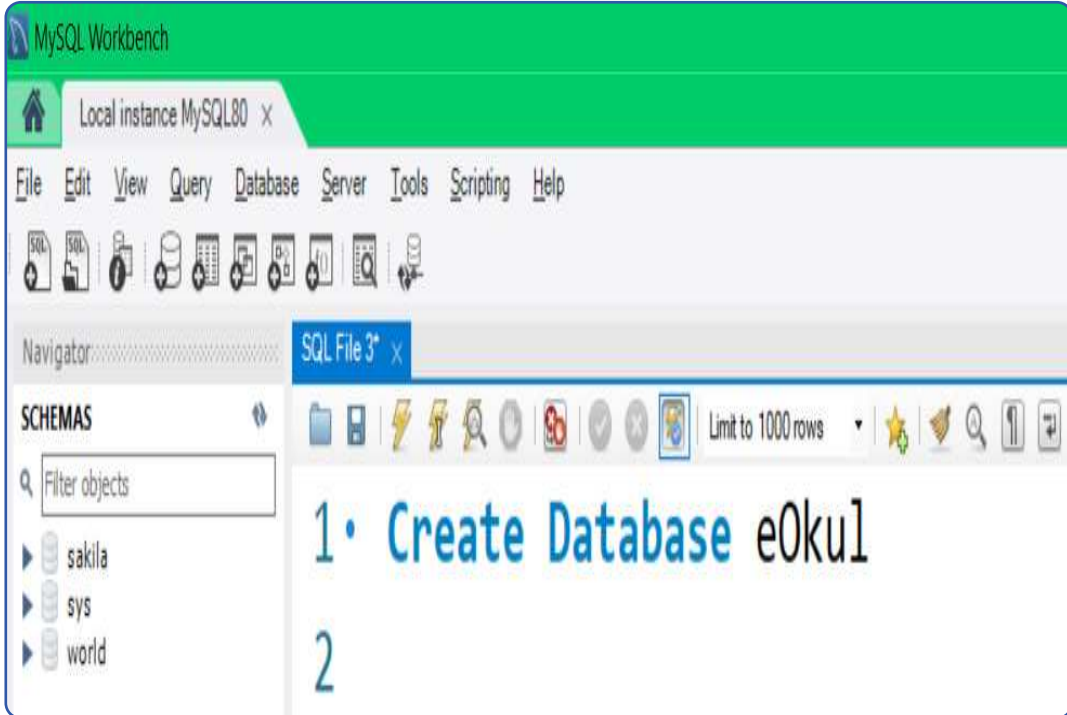 MySQL Workbench
Local instance MySQL80 ×
File Edit View Query Database Server Tools Scripting Help
Navigator
SQL File 3* ×
SCHEMAS
Limit to 1000 rows
Filter objects
sakila
sys
world
1 Create Database eOkul
2